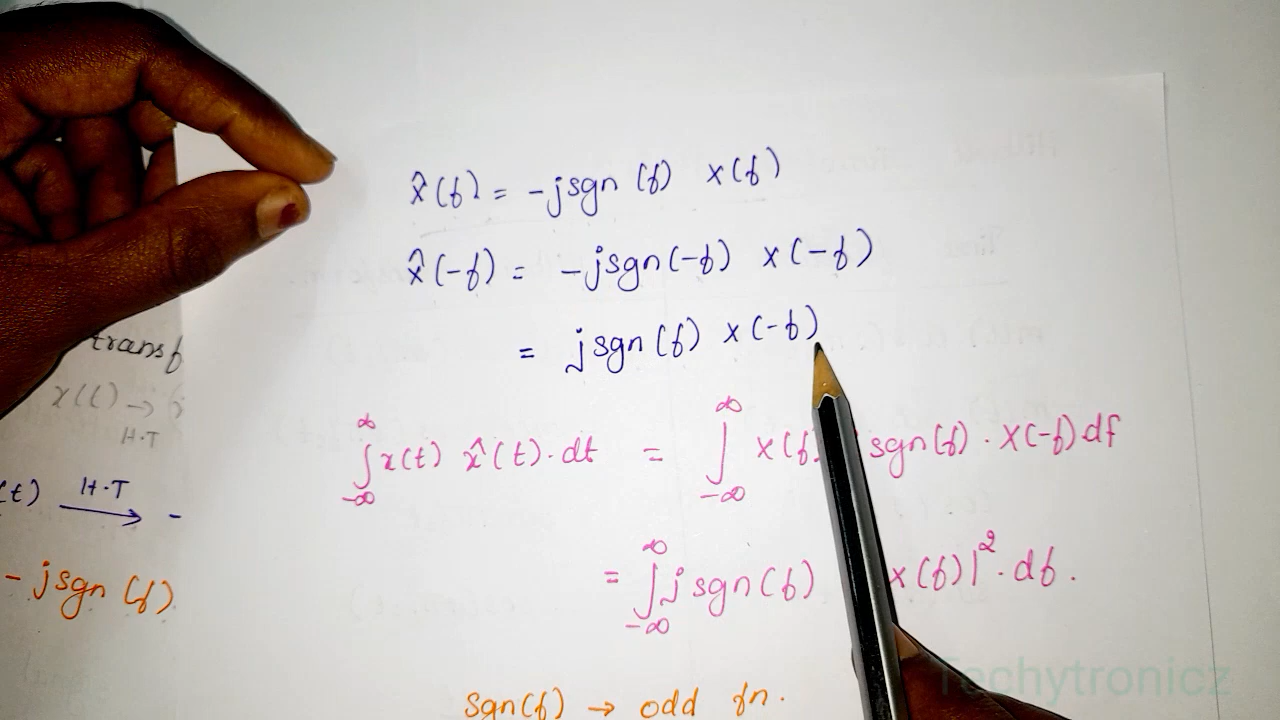 x̂(f) = -jsgn(f) x(f)
x̂(-f) = -jsgn(-f) x(-f)
= jsgn(f) x(-f)
transf
x(t) →
H·T
∫_{-∞}^{∞} x(t) x̂(t)·dt = ∫_{-∞}^{∞} x(f) sgn(f)·x(-f)df
(t) H·T → -
= ∫_{-∞}^{∞} j sgn(f) x(f)|²·df.
-jsgn(f)
Sgn(f) → odd fn.
Techytronicz